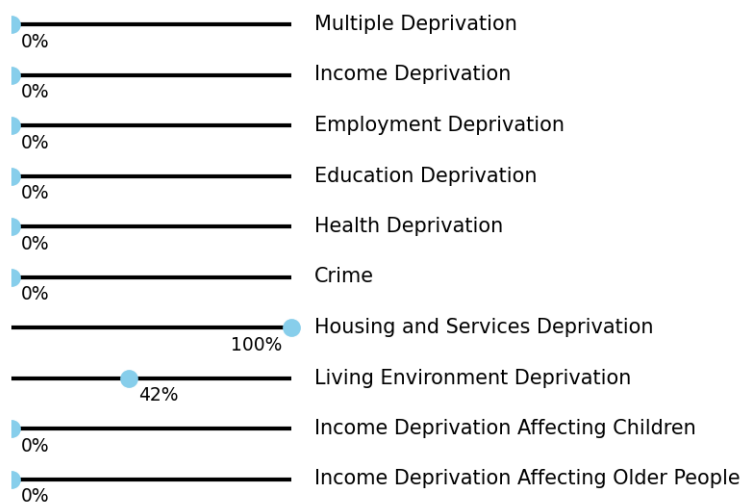 Multiple Deprivation
0%
Income Deprivation
0%
Employment Deprivation
0%
Education Deprivation
0%
Health Deprivation
0%
Crime
0%
Housing and Services Deprivation
100%
Living Environment Deprivation
42%
Income Deprivation Affecting Children
0%
Income Deprivation Affecting Older People
0%